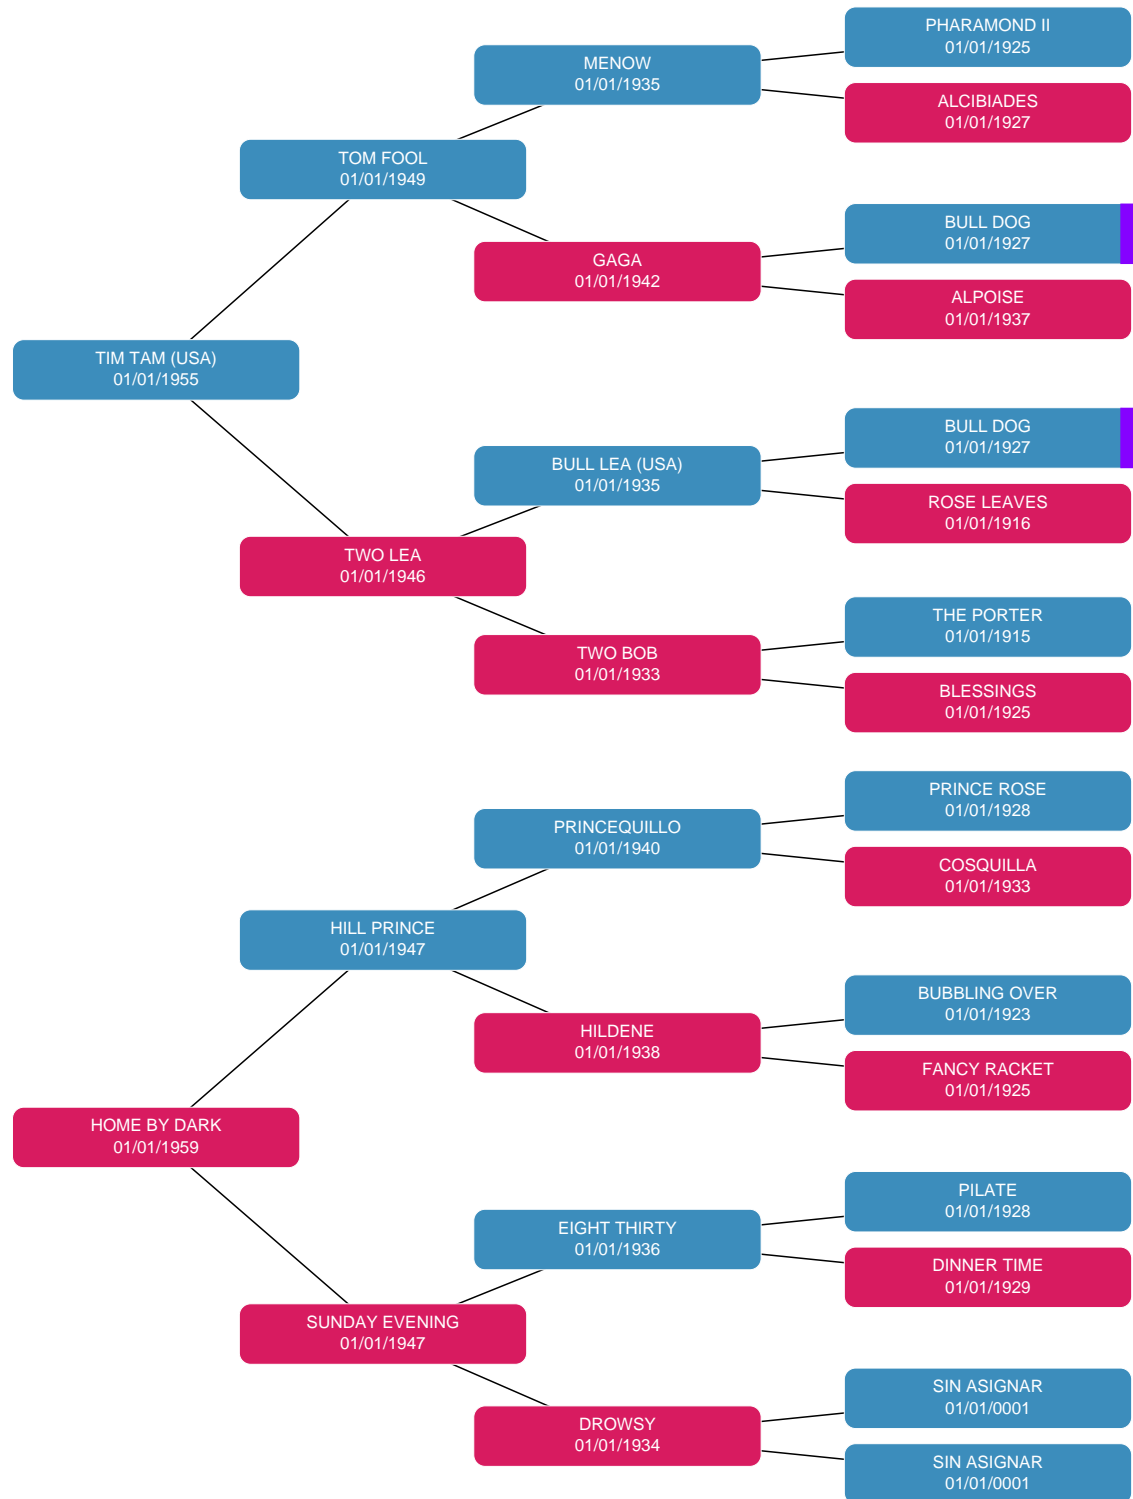 PHARAMOND II
01/01/1925
MENOW
01/01/1935
ALCIBIADES
01/01/1927
TOM FOOL
01/01/1949
BULL DOG
01/01/1927
GAGA
01/01/1942
ALPOISE
01/01/1937
TIM TAM (USA)
01/01/1955
BULL DOG
01/01/1927
BULL LEA (USA)
01/01/1935
ROSE LEAVES
01/01/1916
TWO LEA
01/01/1946
THE PORTER
01/01/1915
TWO BOB
01/01/1933
BLESSINGS
01/01/1925
PRINCE ROSE
01/01/1928
PRINCEQUILLO
01/01/1940
COSQUILLA
01/01/1933
HILL PRINCE
01/01/1947
BUBBLING OVER
01/01/1923
HILDENE
01/01/1938
FANCY RACKET
01/01/1925
HOME BY DARK
01/01/1959
PILATE
01/01/1928
EIGHT THIRTY
01/01/1936
DINNER TIME
01/01/1929
SUNDAY EVENING
01/01/1947
SIN ASIGNAR
01/01/0001
DROWSY
01/01/1934
SIN ASIGNAR
01/01/0001